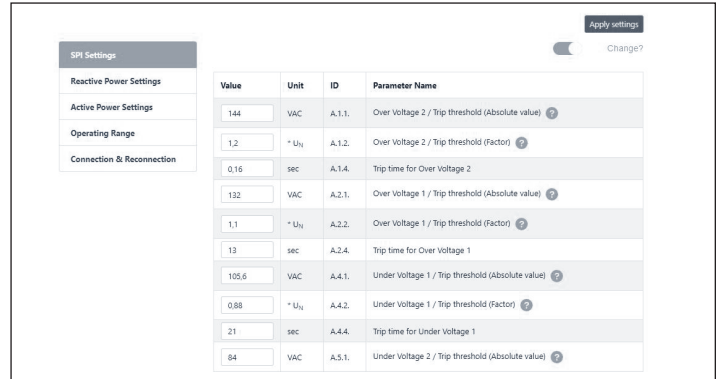 Apply settings
Change?
SPI Settings
Reactive Power Settings
Active Power Settings
Operating Range
Connection & Reconnection
Value Unit ID Parameter Name
144 VAC A.1.1. Over Voltage 2 / Trip threshold (Absolute value) ?
1,2 * UN A.1.2. Over Voltage 2 / Trip threshold (Factor) ?
0,16 sec A.1.4. Trip time for Over Voltage 2
132 VAC A.2.1. Over Voltage 1 / Trip threshold (Absolute value) ?
1,1 * UN A.2.2. Over Voltage 1 / Trip threshold (Factor) ?
13 sec A.2.4. Trip time for Over Voltage 1
105,6 VAC A.4.1. Under Voltage 1 / Trip threshold (Absolute value) ?
0,88 * UN A.4.2. Under Voltage 1 / Trip threshold (Factor) ?
21 sec A.4.4. Trip time for Under Voltage 1
84 VAC A.5.1. Under Voltage 2 / Trip threshold (Absolute value) ?